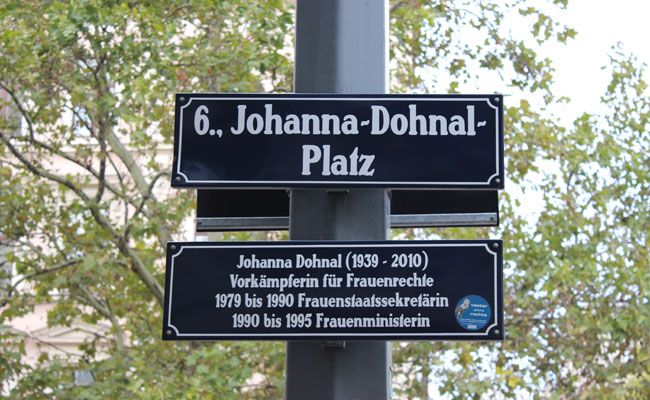 6., Johanna-Dohnal-
Platz
Johanna Dohnal (1939 - 2010)
Vorkämpferin für Frauenrechte
1979 bis 1990 Frauenstaatssekretärin
1990 bis 1995 Frauenministerin
rechte